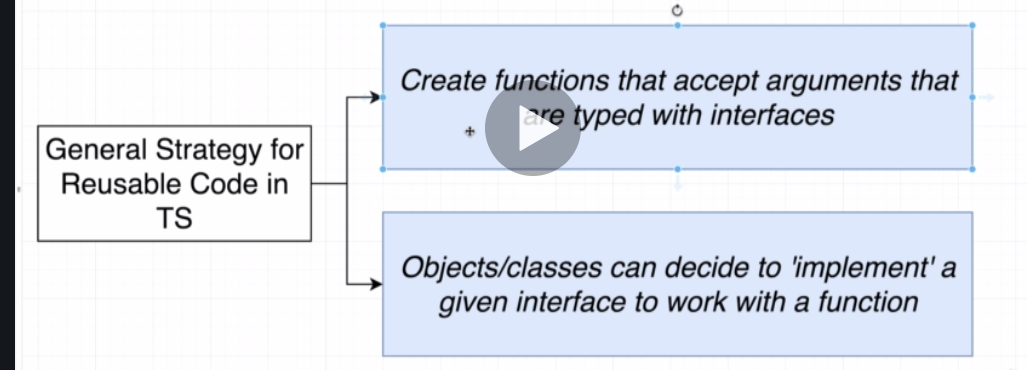 General Strategy for
Reusable Code in
TS
Create functions that accept arguments that
are typed with interfaces
Objects/classes can decide to 'implement' a
given interface to work with a function